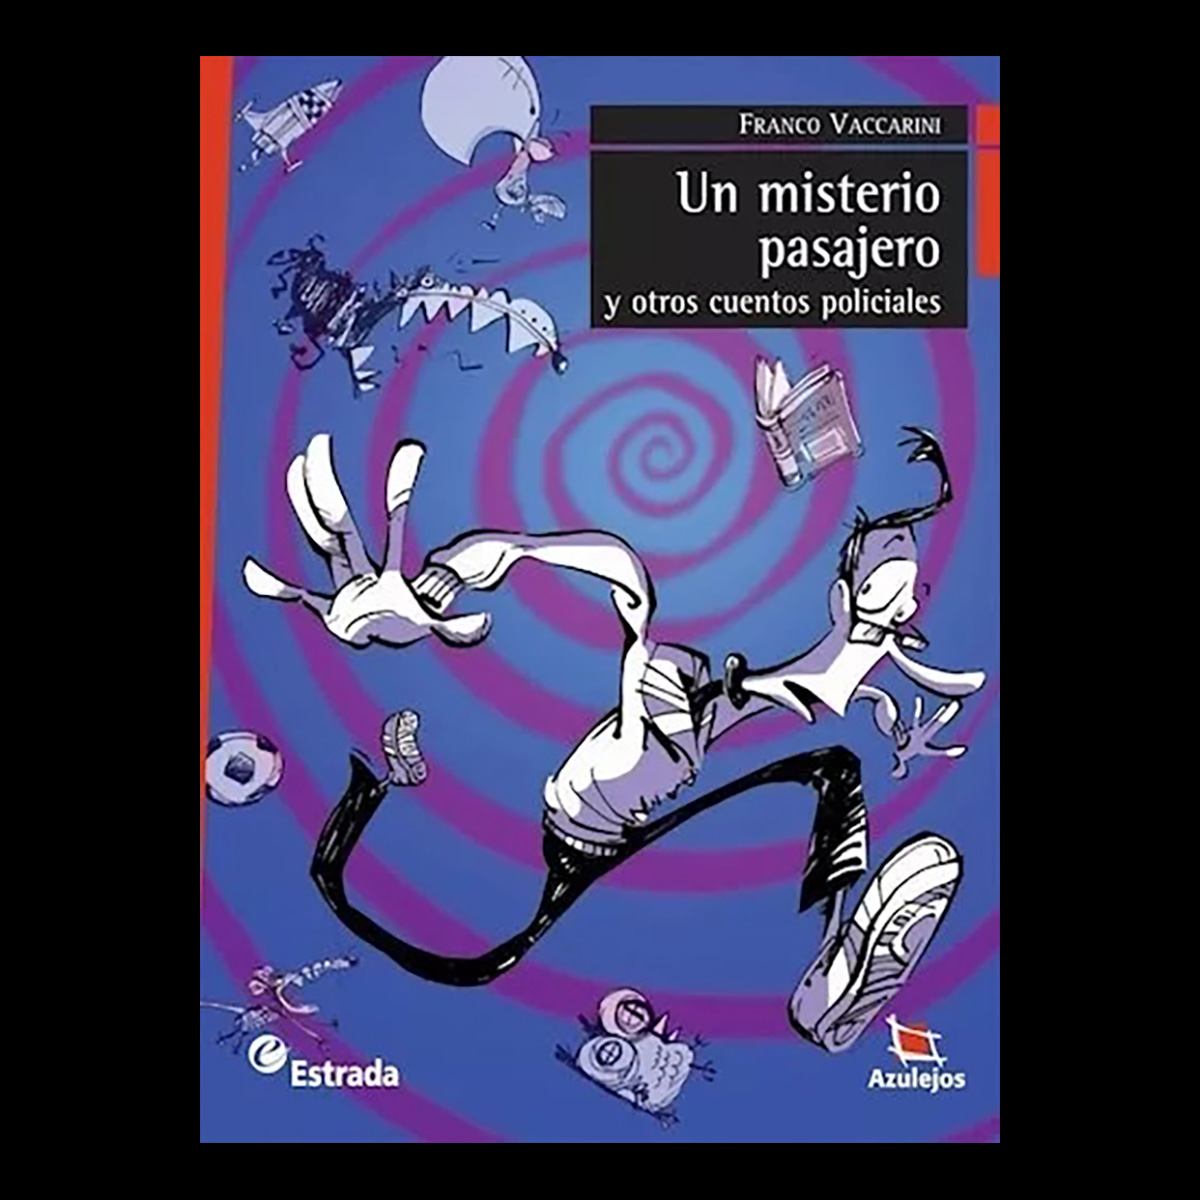 FRANCO VACCARINI
Un misterio
pasajero
y otros cuentos policiales
Estrada
Azulejos